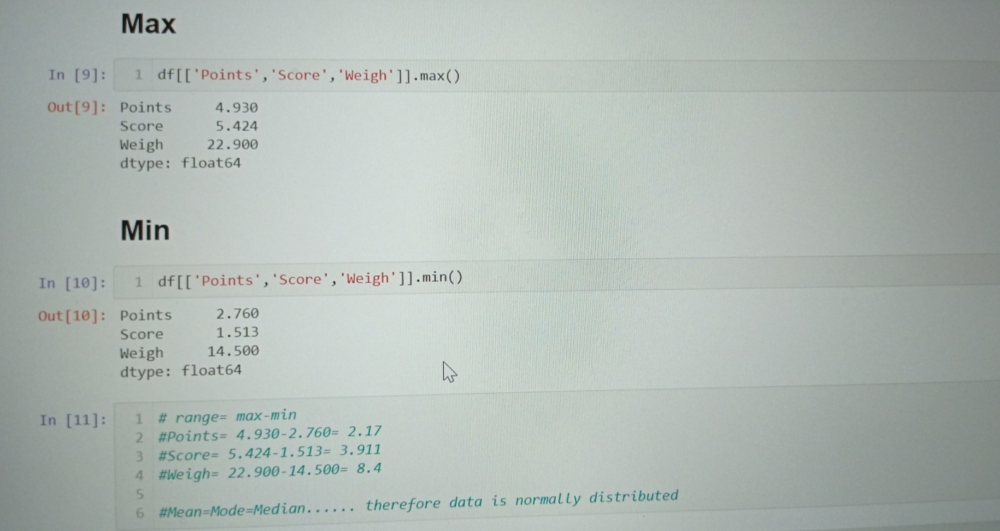 Max
In [9]: 1 df[['Points','Score','Weigh']].max()
Out[9]: Points 4.930
Score 5.424
Weigh 22.900
dtype: float64
Min
In [10]: 1 df[['Points','Score','Weigh']].min()
Out[10]: Points 2.760
Score 1.513
Weigh 14.500
dtype: float64
In [11]: 1 # range= max-min
2 #Points= 4.930-2.760= 2.17
3 #Score= 5.424-1.513= 3.911
4 #Weigh= 22.900-14.500= 8.4
5
6 #Mean=Mode=Median...... therefore data is normally distributed